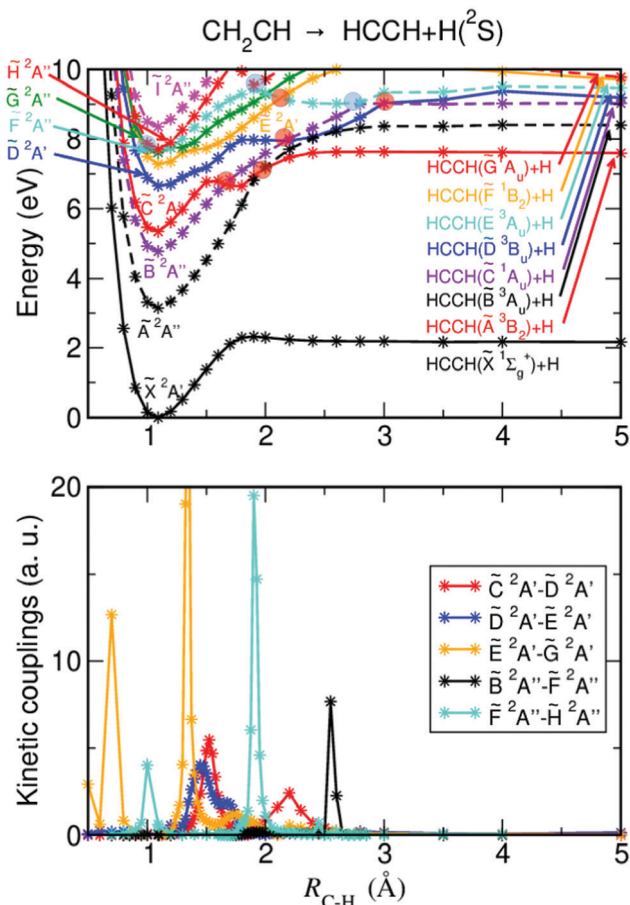 CH₂CH → HCCH+H(²S)
10
8
6
4
2
0
Energy (eV)
H̃ ²A''
G̃ ²A''
F̃ ²A''
D̃ ²A'
Ĩ ²A''
Ẽ ²A'
C̃ ²A'
B̃ ²A''
Ã ²A''
X̃ ²A'
HCCH(G̃ ¹Aᵤ)+H
HCCH(F̃ ¹B₂)+H
HCCH(Ẽ ³Aᵤ)+H
HCCH(D̃ ³Bᵤ)+H
HCCH(C̃ ¹Aᵤ)+H
HCCH(B̃ ³Aᵤ)+H
HCCH(Ã ³B₂)+H
HCCH(X̃ ¹Σg⁺)+H
1 2 3 4 5
20
10
0
Kinetic couplings (a. u.)
C̃ ²A'-D̃ ²A'
D̃ ²A'-Ẽ ²A'
Ẽ ²A'-G̃ ²A'
B̃ ²A''-F̃ ²A''
F̃ ²A''-H̃ ²A''
1 2 3 4 5
R_C-H (Å)